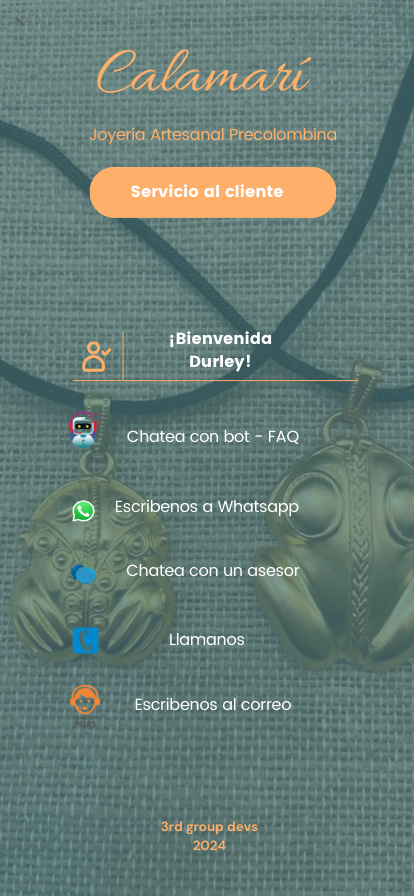 Calamarí
Joyería Artesanal Precolombina
Servicio al cliente
¡Bienvenida
Durley!
Chatea con bot - FAQ
Escribenos a Whatsapp
Chatea con un asesor
Llamanos
Escribenos al correo
PQRS
3rd group devs
2024